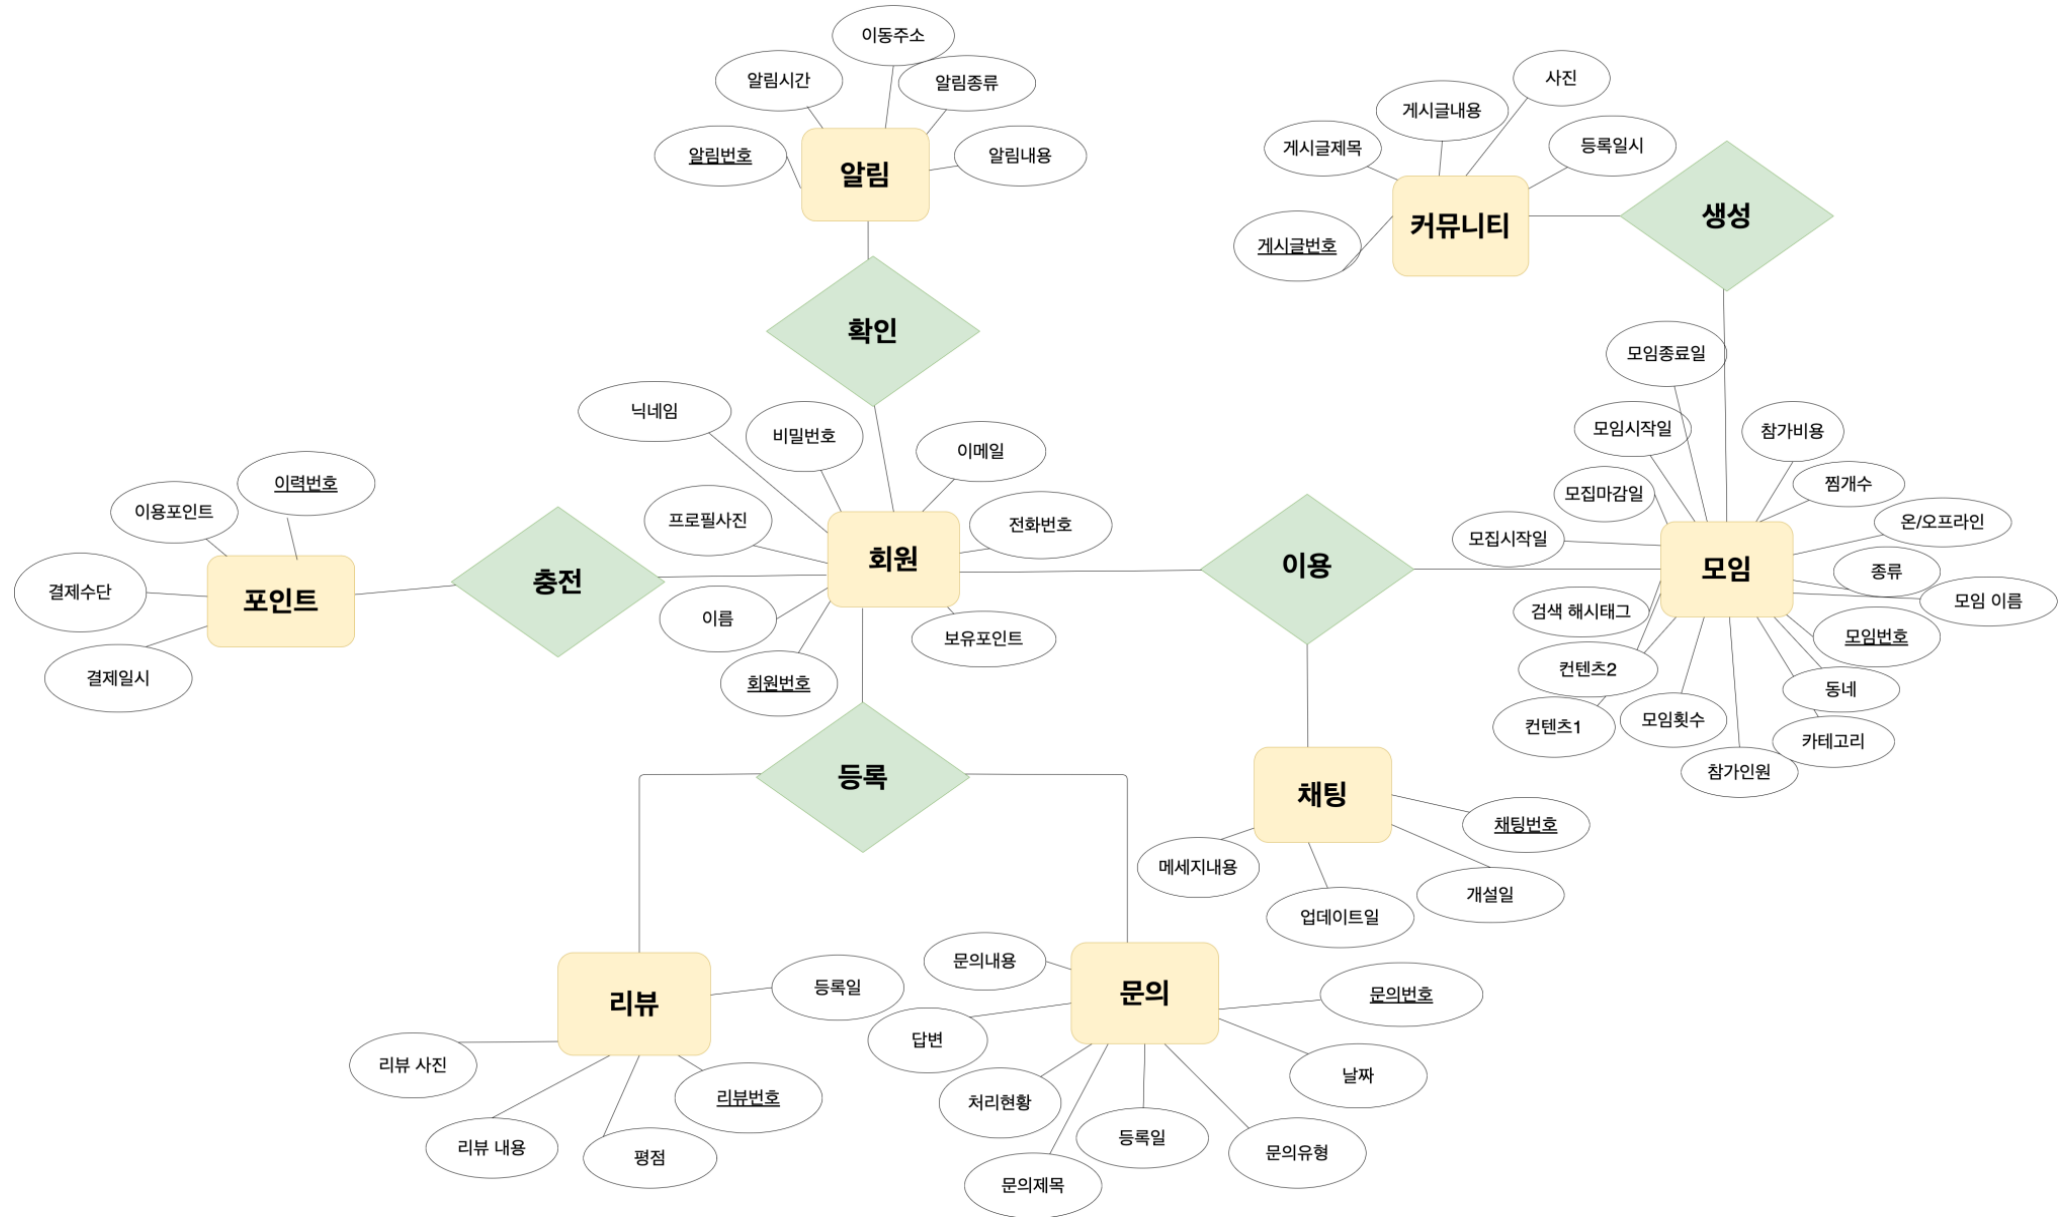 이동주소
알림시간
알림종류
알림번호
알림내용
알림
사진
게시글내용
게시글제목
등록일시
게시글번호
커뮤니티
생성
확인
닉네임
비밀번호
이메일
프로필사진
전화번호
회원
이름
회원번호
보유포인트
이력번호
이용포인트
결제수단
결제일시
포인트
충전
이용
모임종료일
모임시작일
참가비용
모집마감일
찜개수
모집시작일
온/오프라인
모임
종류
모임 이름
검색 해시태그
모임번호
컨텐츠2
동네
컨텐츠1
모임횟수
카테고리
참가인원
등록
채팅
채팅번호
메세지내용
개설일
업데이트일
리뷰
등록일
리뷰 사진
리뷰번호
리뷰 내용
평점
문의내용
문의
문의번호
답변
날짜
처리현황
등록일
문의유형
문의제목